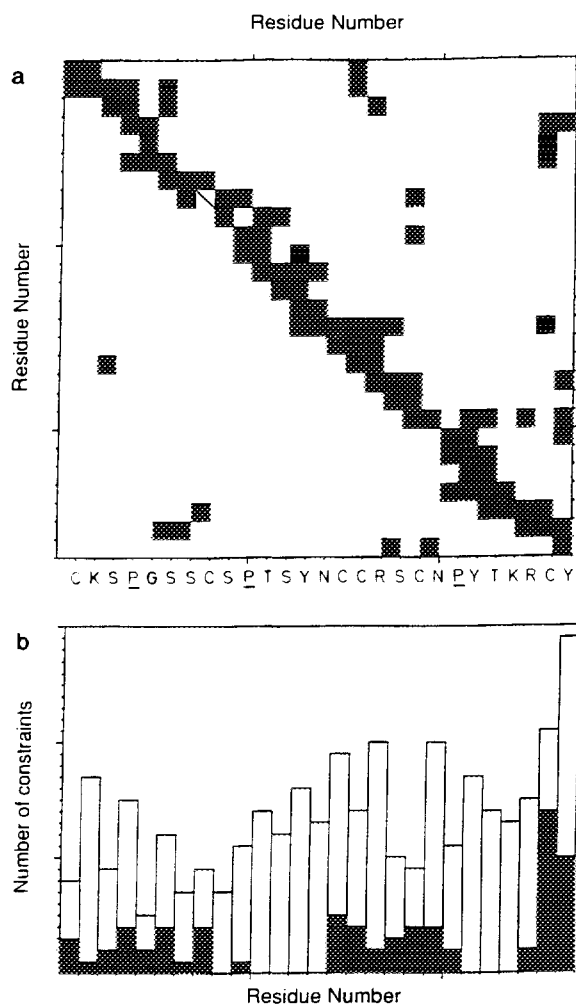 Residue Number
a
Residue Number
C K S P G S S C S P T S Y N C C R S C N P Y T K R C Y
b
Number of constraints
Residue Number